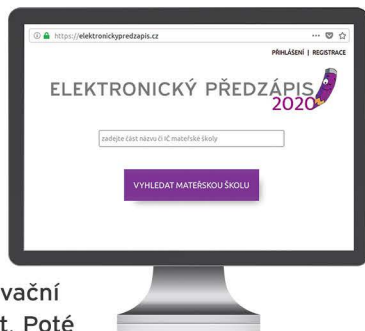 https://elektronickypredzapis.cz
PŘIHLÁŠENÍ | REGISTRACE
ELEKTRONICKÝ PŘEDZÁPIS
2020
zadejte část názvu či IČ mateřské školy
VYHLEDAT MATEŘSKOU ŠKOLU
vační
t. Poté